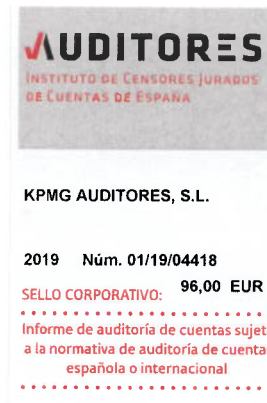 AUDITORES
INSTITUTO DE CENSORES JURADOS
DE CUENTAS DE ESPAÑA
KPMG AUDITORES, S.L.
2019 Núm. 01/19/04418
SELLO CORPORATIVO: 96,00 EUR
Informe de auditoría de cuentas sujet
a la normativa de auditoría de cuenta
española o internacional